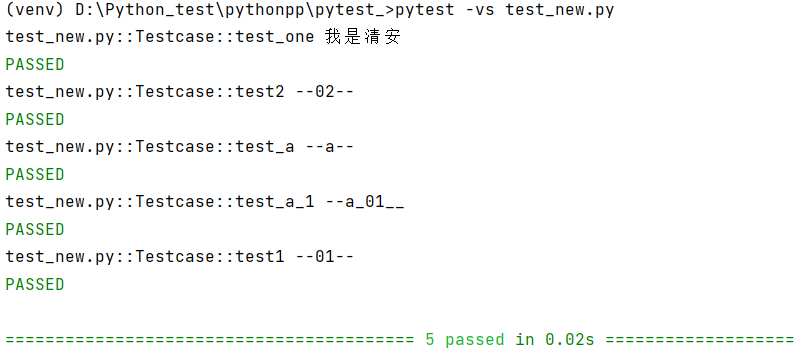 (venv) D:\Python_test\pythonpp\pytest_>pytest -vs test_new.py
test_new.py::Testcase::test_one 我是清安
PASSED
test_new.py::Testcase::test2 --02--
PASSED
test_new.py::Testcase::test_a --a--
PASSED
test_new.py::Testcase::test_a_1 --a_01__
PASSED
test_new.py::Testcase::test1 --01--
PASSED
========================================= 5 passed in 0.02s ===================